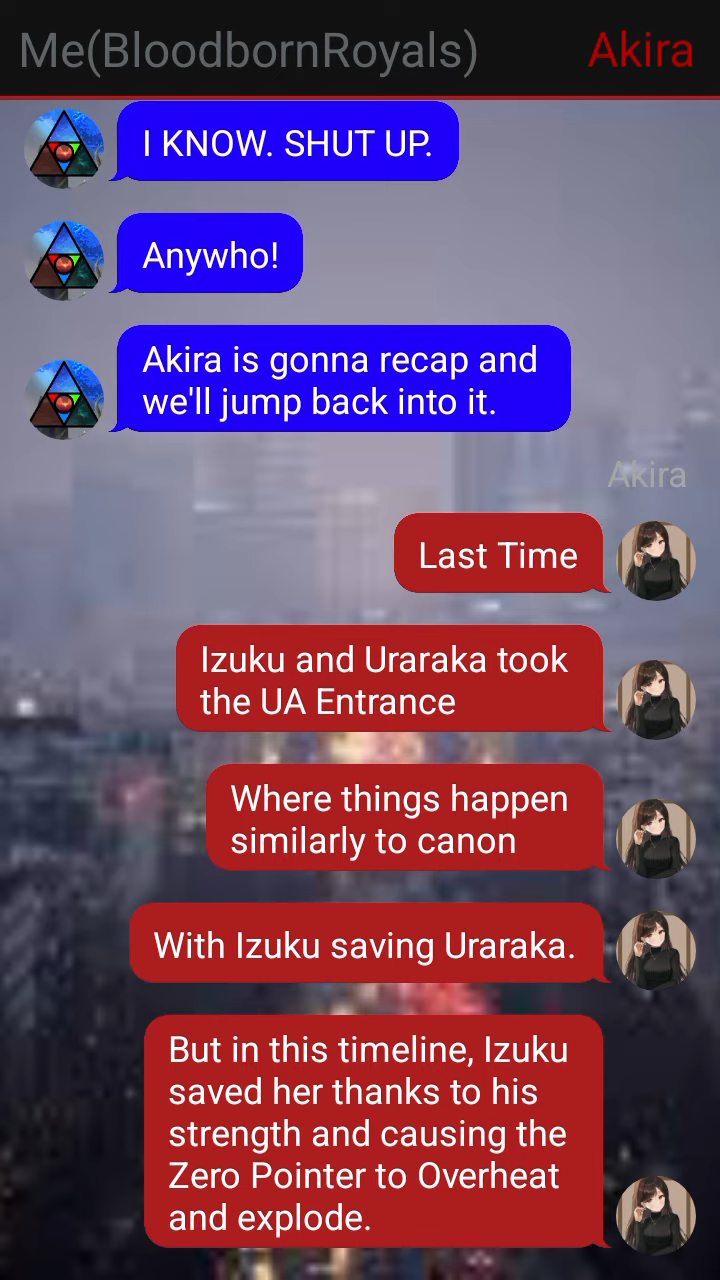 Me(BloodbornRoyals) Akira
I KNOW. SHUT UP.
Anywho!
Akira is gonna recap and
we'll jump back into it.
Akira
Last Time
Izuku and Uraraka took
the UA Entrance
Where things happen
similarly to canon
With Izuku saving Uraraka.
But in this timeline, Izuku
saved her thanks to his
strength and causing the
Zero Pointer to Overheat
and explode.